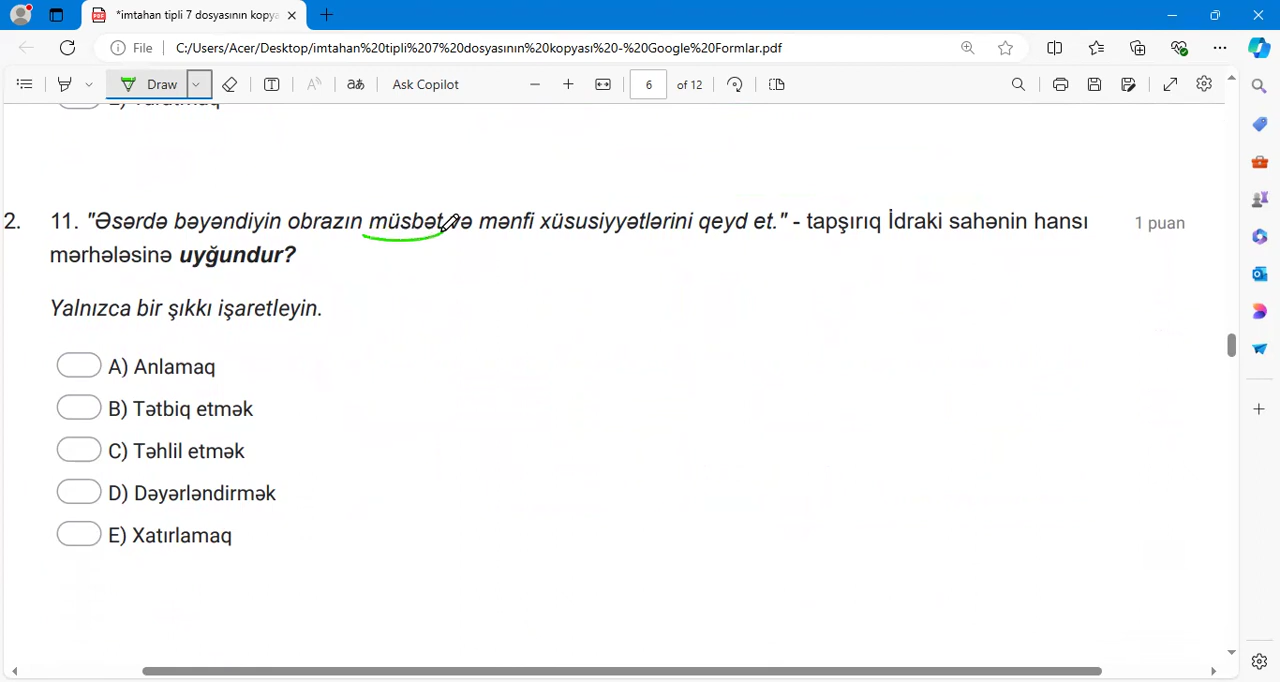 *imtahan tipli 7 dosyasının kopya
File
C:/Users/Acer/Desktop/imtahan%20tipli%207%20dosyasının%20kopyası%20-%20Google%20Formlar.pdf
Draw
Ask Copilot
6
of 12
2. 11. "Əsərdə bəyəndiyin obrazın müsbət və mənfi xüsusiyyətlərini qeyd et." - tapşırıq İdraki sahənin hansı 1 puan
mərhələsinə uyğundur?
Yalnızca bir şıkkı işaretleyin.
A) Anlamaq
B) Tətbiq etmək
C) Təhlil etmək
D) Dəyərləndirmək
E) Xatırlamaq